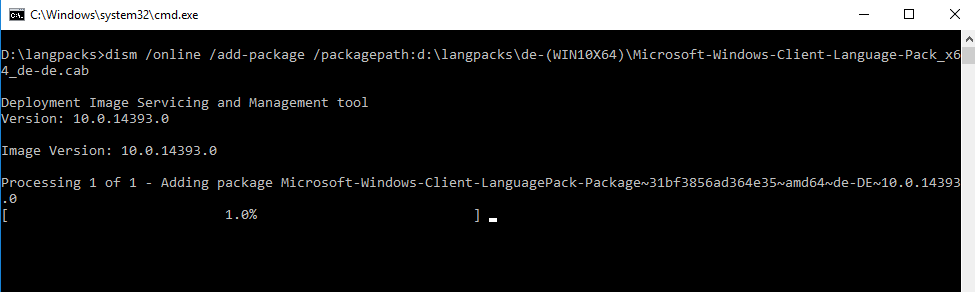 C:\Windows\system32\cmd.exe
D:\langpacks>dism /online /add-package /packagepath:d:\langpacks\de-(WIN10X64)\Microsoft-Windows-Client-Language-Pack_x6
4_de-de.cab
Deployment Image Servicing and Management tool
Version: 10.0.14393.0
Image Version: 10.0.14393.0
Processing 1 of 1 - Adding package Microsoft-Windows-Client-LanguagePack-Package~31bf3856ad364e35~amd64~de-DE~10.0.14393
.0
[                           1.0%                           ]